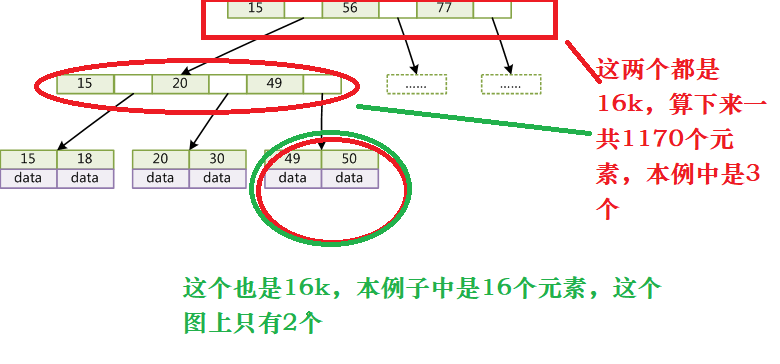 15 56 77
15 20 49
……
……
15 18
data data
20 30
data data
49 50
data data
这两个都是
16k，算下来一
共1170个元
素，本例中是3
个
这个也是16k，本例子中是16个元素，这个
图上只有2个